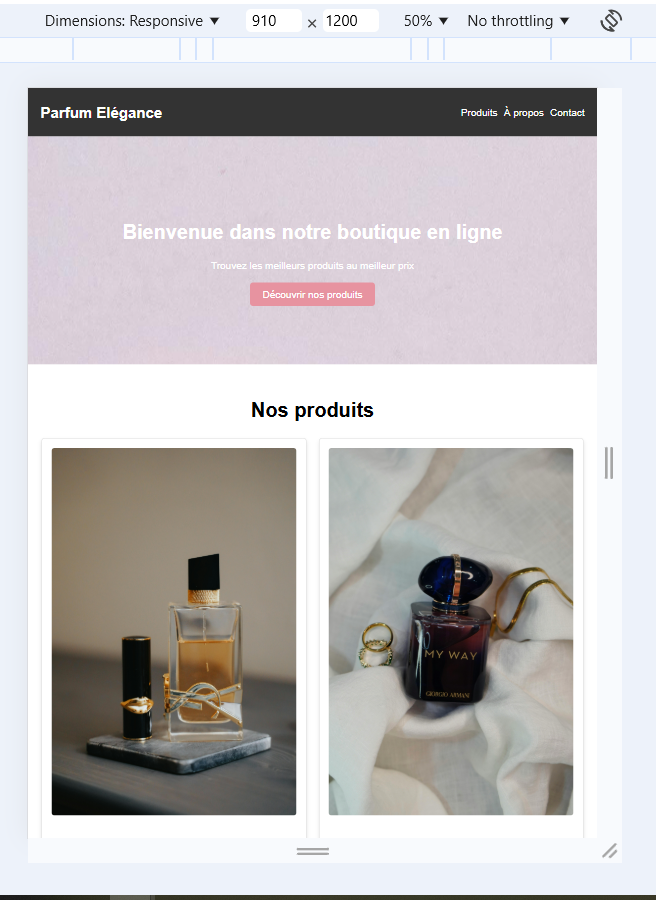 Dimensions: Responsive ▼ 910 × 1200 50% ▼ No throttling ▼
Parfum Elégance
Produits À propos Contact
Bienvenue dans notre boutique en ligne
Trouvez les meilleurs produits au meilleur prix
Découvrir nos produits
Nos produits
MY WAY
GIORGIO ARMANI